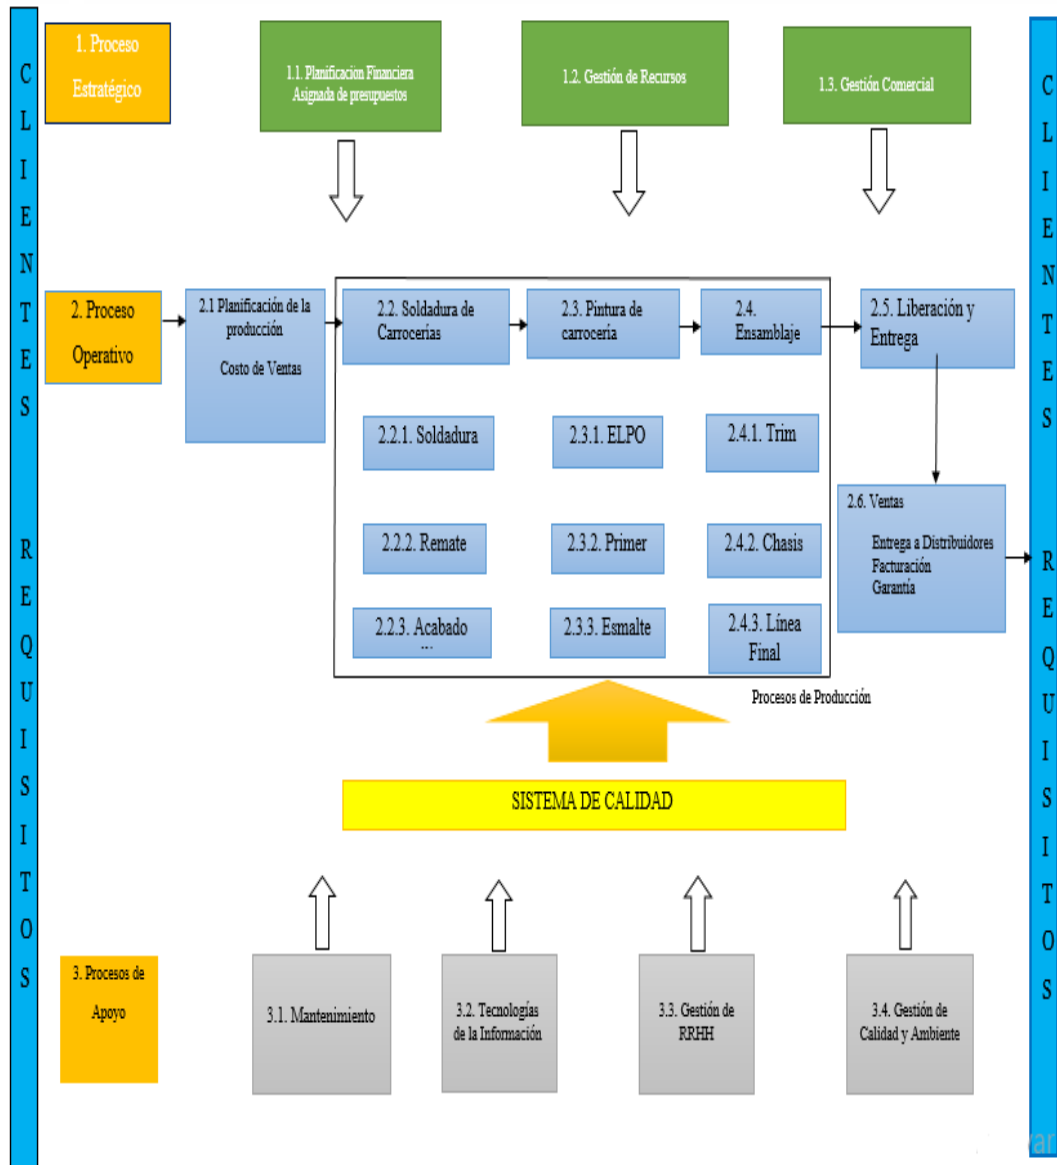 CLIENTES REQUISITOS
1. Proceso
Estratégico
1.1. Planificación Financiera
Asignada de presupuestos
1.2. Gestión de Recursos
1.3. Gestión Comercial
2. Proceso
Operativo
2.1 Planificación de la
producción
Costo de Ventas
2.2. Soldadura de
Carrocerías
2.3. Pintura de
carrocería
2.4.
Ensamblaje
2.5. Liberación y
Entrega
2.2.1. Soldadura
2.3.1. ELPO
2.4.1. Trim
2.2.2. Remate
2.3.2. Primer
2.4.2. Chasis
2.2.3. Acabado
...
2.3.3. Esmalte
2.4.3. Línea
Final
2.6. Ventas
Entrega a Distribuidores
Facturación
Garantía
Procesos de Producción
SISTEMA DE CALIDAD
3. Procesos de
Apoyo
3.1. Mantenimiento
3.2. Tecnologías
de la Información
3.3. Gestión de
RRHH
3.4. Gestión de
Calidad y Ambiente
CLIENTES REQUISITOS